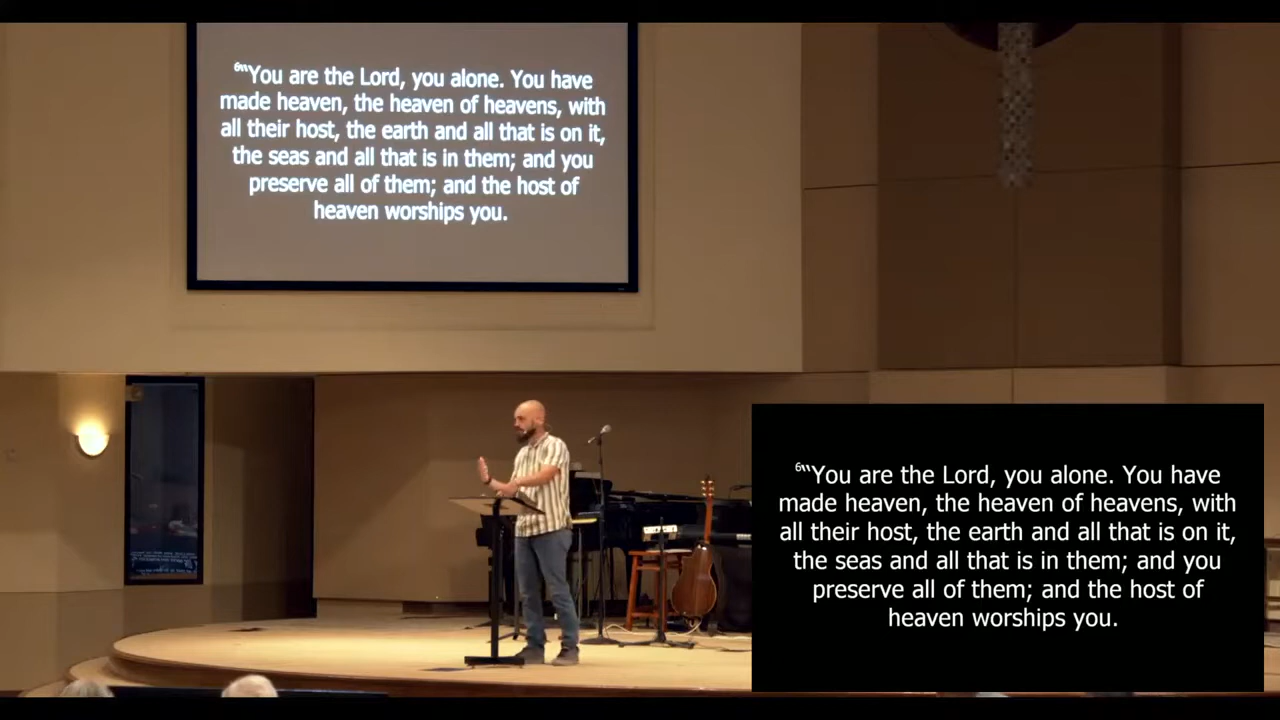 ⁶“You are the Lord, you alone. You have
made heaven, the heaven of heavens, with
all their host, the earth and all that is on it,
the seas and all that is in them; and you
preserve all of them; and the host of
heaven worships you.
⁶“You are the Lord, you alone. You have
made heaven, the heaven of heavens, with
all their host, the earth and all that is on it,
the seas and all that is in them; and you
preserve all of them; and the host of
heaven worships you.